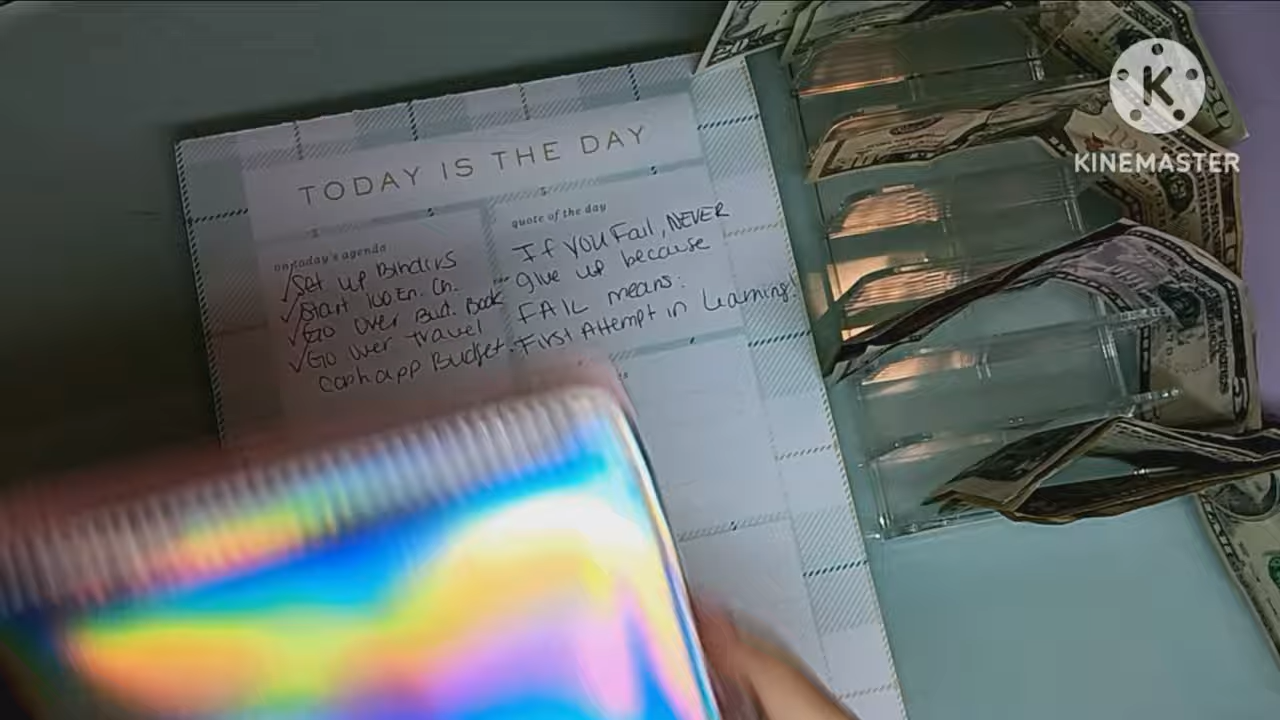 TODAY IS THE DAY
on today's agenda
✓Set up Binders
✓Start 100 En. Ch.
✓Go over Bud. Book
✓Go over Travel
Cash app Budget.
quote of the day
If you Fail, NEVER
give up because
FAIL means:
First Attempt in Learning!
K
KINEMASTER